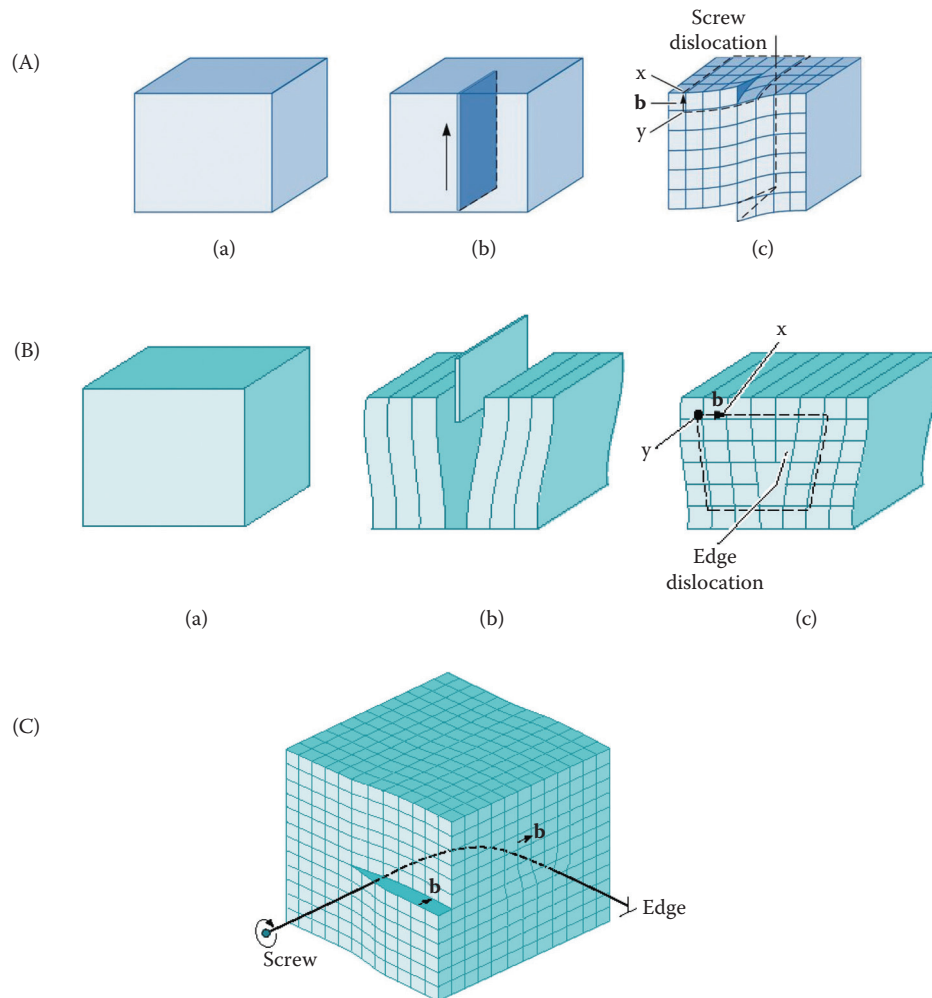 (A)
Screw
dislocation
x
b
y
(a)
(b)
(c)
(B)
x
b
y
Edge
dislocation
(a)
(b)
(c)
(C)
b
b
Edge
Screw